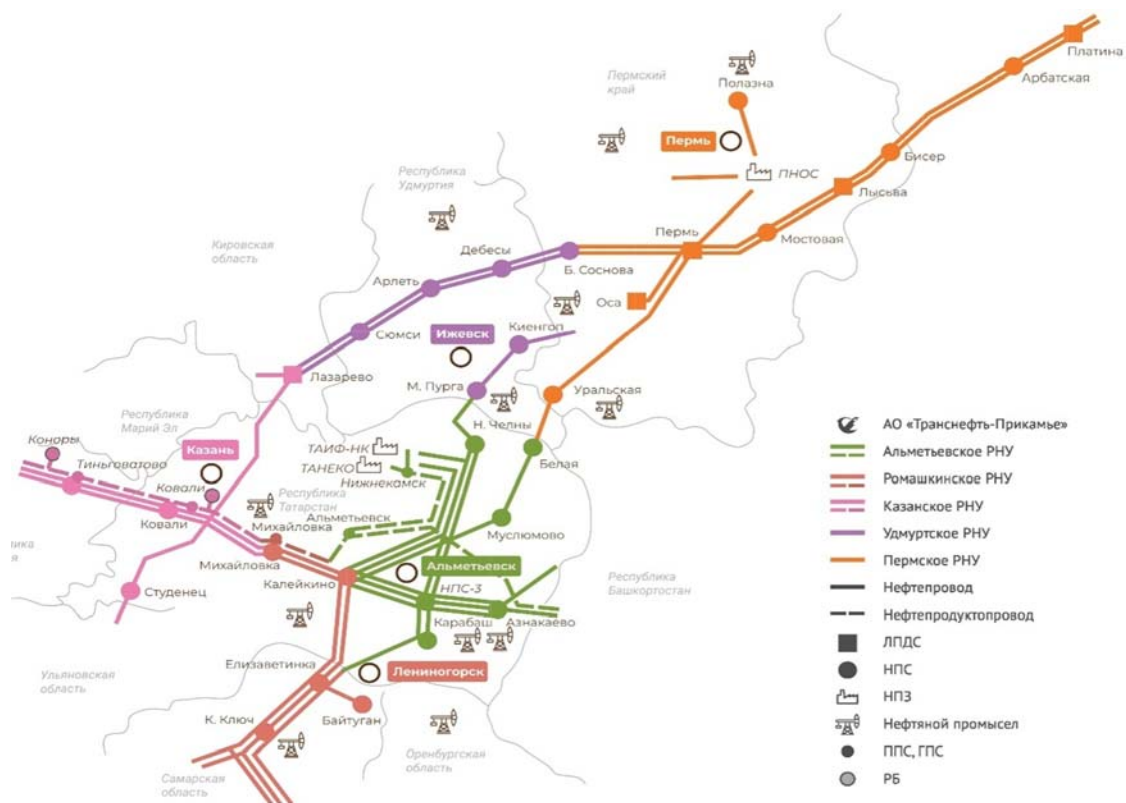 Платина
Арбатская
Пермский
край
Полазна
Пермь
ПНОС
Бисер
Лысьва
Республика
Удмуртия
Мостовая
Пермь
Дебесы
Б. Соснова
Кировская
область
Арлеть
Оса
Сюмси
Ижевск
Киенгоп
Лазарево
М. Пурга
Уральская
Республика
Марий Эл
Н. Челны
Коноры
Казань
ТАИФ-НК
Белая
Тиньговатово
ТАНЕКО
Нижнекамск
Ковали
Республика
Татарстан
Альметьевск
Михайловка
Ковали
Муслюмово
Михайловка
Калейкино
Альметьевск
НПС-3
Республика
Башкортостан
Студенец
Карабаш
Азнакаево
Елизаветинка
Лениногорск
Ульяновская
область
К. Ключ
Байтуган
Оренбургская
область
Самарская
область
АО «Транснефть-Прикамье»
Альметьевское РНУ
Ромашкинское РНУ
Казанское РНУ
Удмуртское РНУ
Пермское РНУ
Нефтепровод
Нефтепродуктопровод
ЛПДС
НПС
НПЗ
Нефтяной промысел
ППС, ГПС
РБ